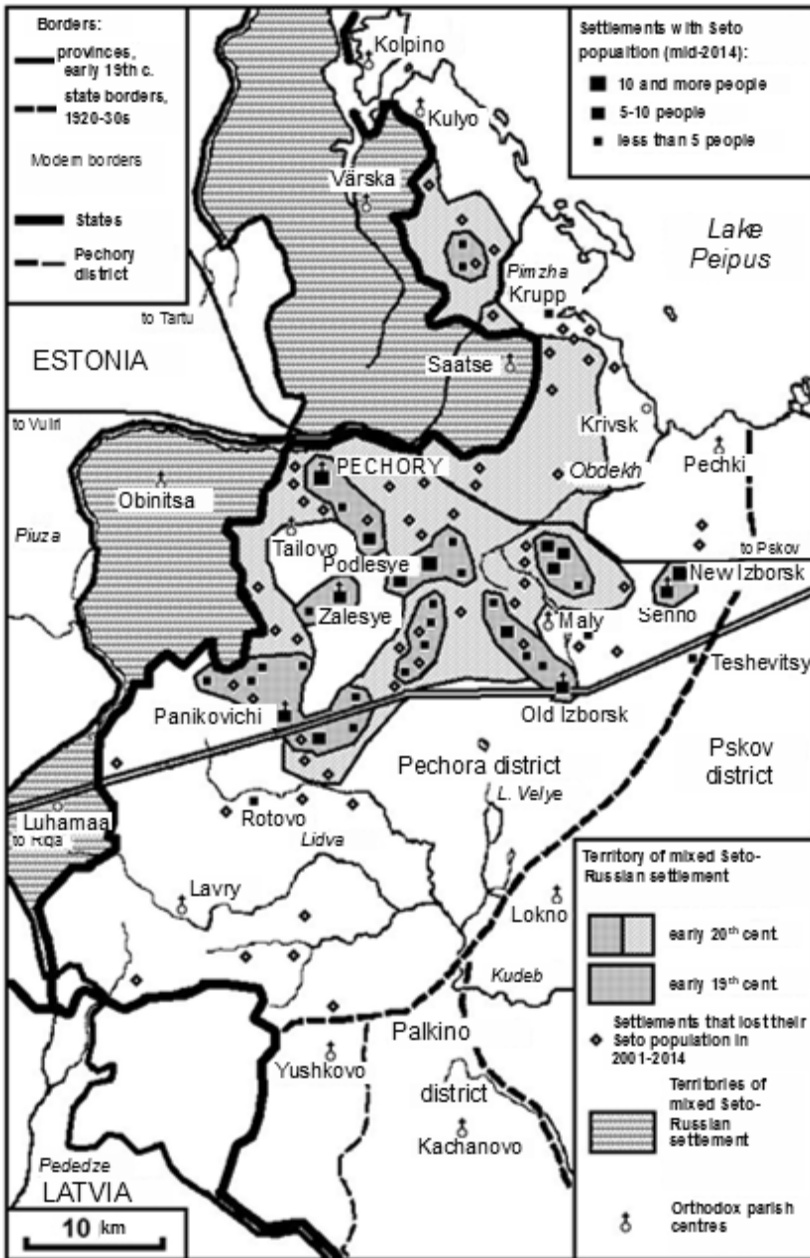 Borders:
provinces,
early 19th c.
state borders,
1920-30s
Modern borders
States
Pechory
district
Settlements with Seto
population (mid-2014):
10 and more people
5-10 people
less than 5 people
Kolpino
Kulyo
Värska
Lake
Peipus
Pimzha
Krupp
to Tartu
ESTONIA
Saatse
Krivsk
to Vuiri
PECHORY
Obdekh
Pechki
Obinitsa
Piuza
Tailovo
to Pskov
Podlesye
New Izborsk
Zalesye
Maly
Senno
Teshevitsy
Panikovichi
Old Izborsk
Pechora district
Pskov
district
L. Velye
Luhamaa
Rotovo
to Riqa
Lidva
Lavry
Lokno
Kudeb
Palkino
Yushkovo
district
Kachanovo
Pededze
LATVIA
10 km
Territory of mixed Seto-
Russian settlement
early 20th cent.
early 19th cent.
Settlements that lost their
Seto population in
2001-2014
Territories of
mixed Seto-
Russian
settlement
Orthodox parish
centres